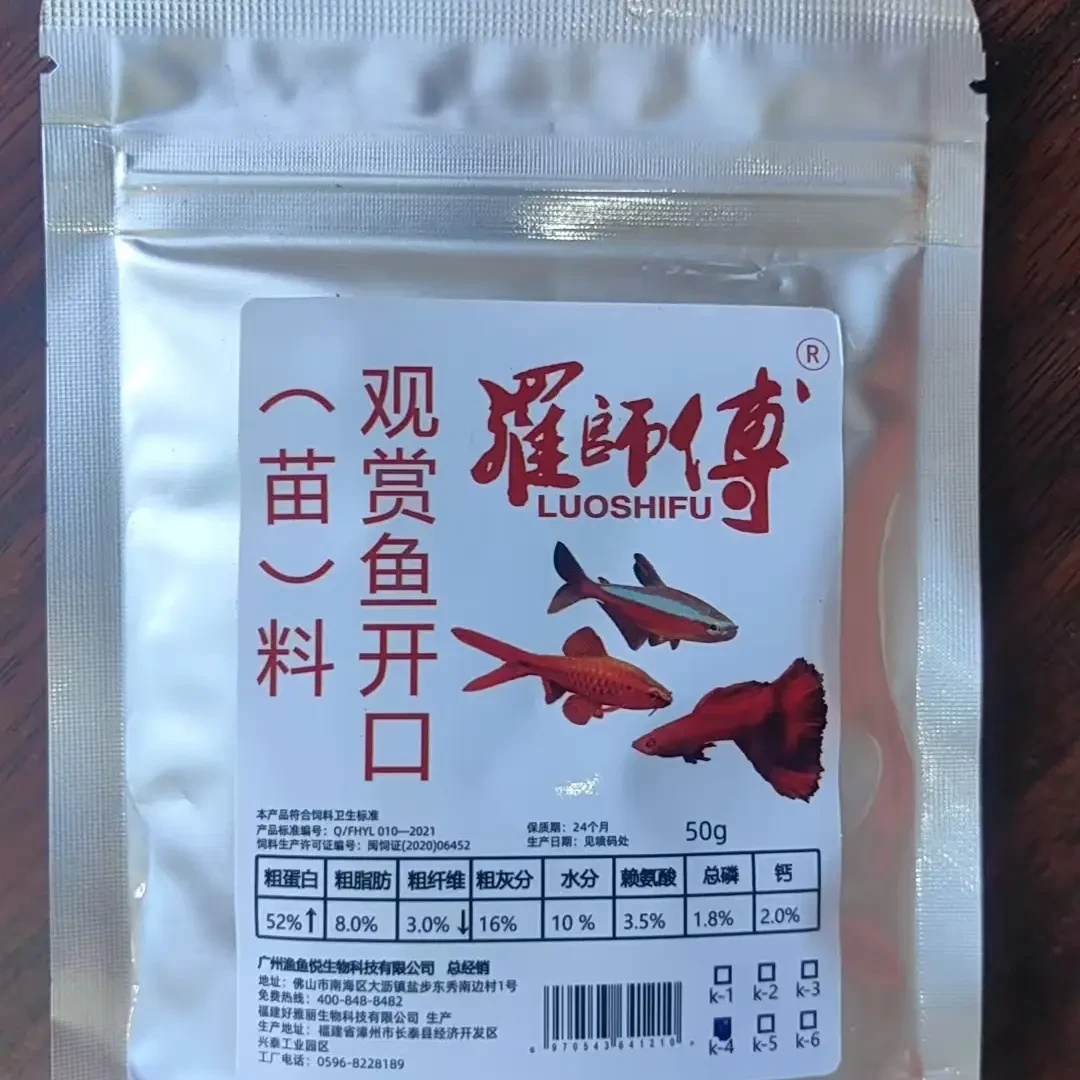 ®
羅師傅
LUOSHIFU
观赏鱼开口
（苗）料
本产品符合饲料卫生标准
产品标准编号：Q/FHYL 010—2021
饲料生产许可证编号：闽饲证(2020)06452
保质期：24个月
生产日期：见喷码处
50g
粗蛋白 粗脂肪 粗纤维 粗灰分 水分 赖氨酸 总磷 钙
52%↑ 8.0% 3.0%↓ 16% 10 % 3.5% 1.8% 2.0%
广州渔鱼悦生物科技有限公司 总经销
地址：佛山市南海区大沥镇盐步东秀南边村1号
免费热线：400-848-8482
福建好雅丽生物科技有限公司 生产
生产地址：福建省漳州市长泰县经济开发区
兴泰工业园区
工厂电话：0596-8228189
6 970543 641210
k-1 k-2 k-3
k-4 k-5 k-6